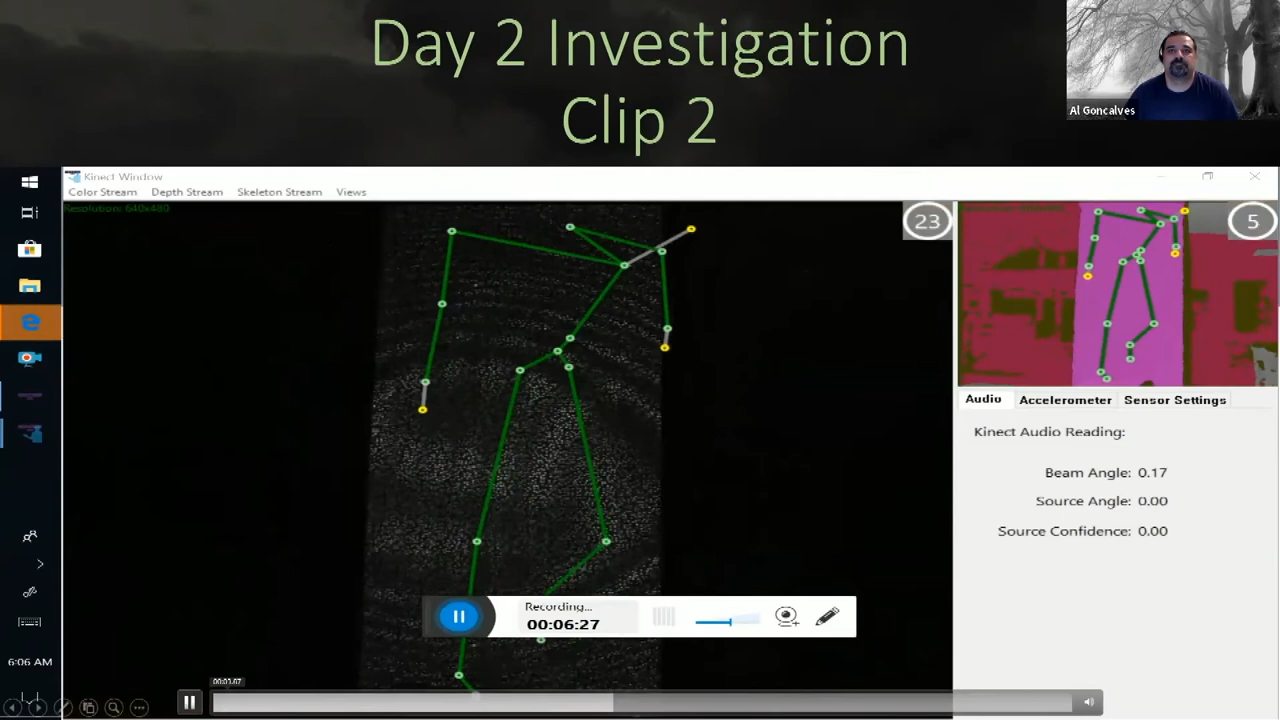 Day 2 Investigation
Clip 2
Al Goncalves
Kinect Window
Color Stream Depth Stream Skeleton Stream Views
Resolution: 640x480
23
5
Audio Accelerometer Sensor Settings
Kinect Audio Reading:
Beam Angle: 0.17
Source Angle: 0.00
Source Confidence: 0.00
Recording...
00:06:27
6:06 AM